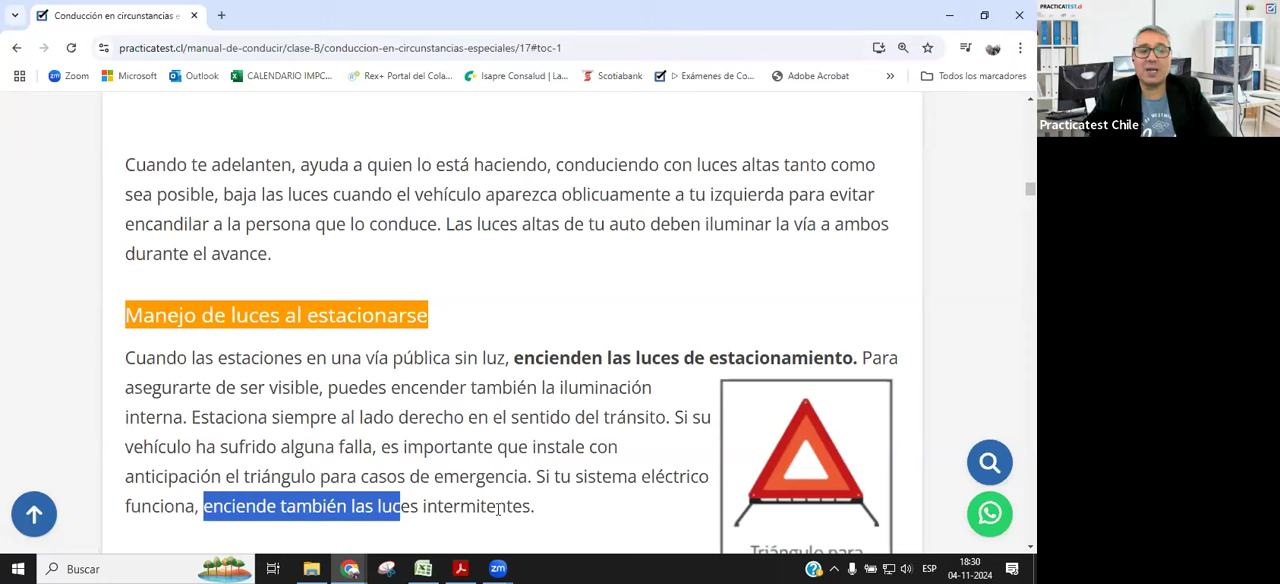 Conducción en circunstancias e
practicatest.cl/manual-de-conducir/clase-B/conduccion-en-circunstancias-especiales/17#toc-1
Zoom Microsoft Outlook CALENDARIO IMPC... Rex+ Portal del Cola... Isapre Consalud | La... Scotiabank ▷ Exámenes de Co... Adobe Acrobat » Todos los marcadores
PRACTICATEST.cl
Practicatest Chile
Cuando te adelanten, ayuda a quien lo está haciendo, conduciendo con luces altas tanto como
sea posible, baja las luces cuando el vehículo aparezca oblicuamente a tu izquierda para evitar
encandilar a la persona que lo conduce. Las luces altas de tu auto deben iluminar la vía a ambos
durante el avance.
Manejo de luces al estacionarse
Cuando las estaciones en una vía pública sin luz, encienden las luces de estacionamiento. Para
asegurarte de ser visible, puedes encender también la iluminación
interna. Estaciona siempre al lado derecho en el sentido del tránsito. Si su
vehículo ha sufrido alguna falla, es importante que instale con
anticipación el triángulo para casos de emergencia. Si tu sistema eléctrico
funciona, enciende también las luces intermitentes.
Triángulo para
Buscar
ESP
18:30
04-11-2024